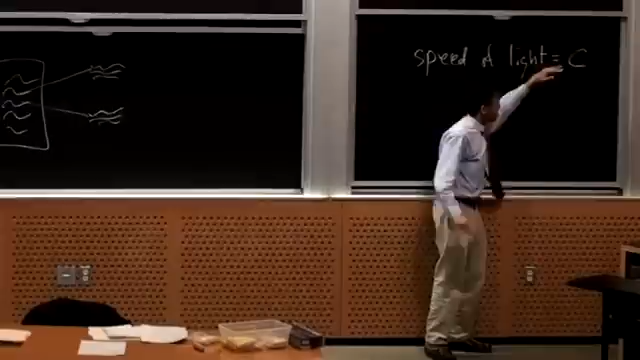 speed of light = C